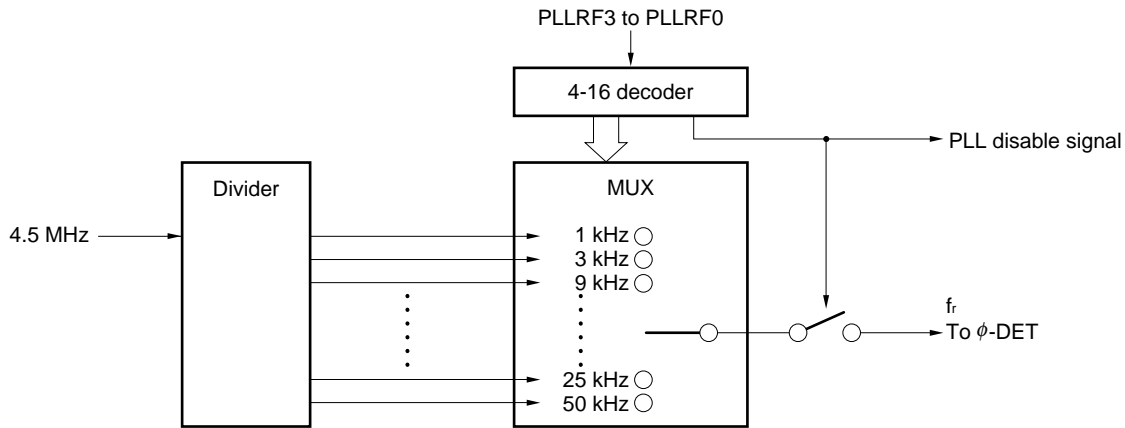 PLLRF3 to PLLRF0
4-16 decoder
PLL disable signal
Divider
MUX
4.5 MHz
1 kHz
3 kHz
9 kHz
25 kHz
50 kHz
fr
To ϕ-DET